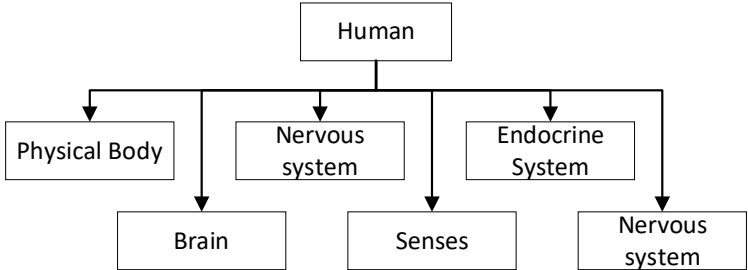 Human
Physical Body
Nervous
system
Endocrine
System
Brain
Senses
Nervous
system